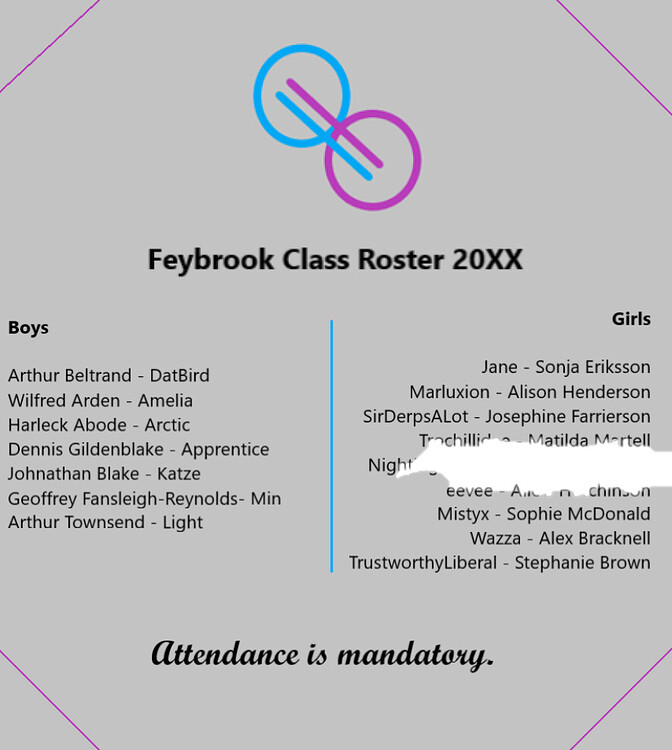 Feybrook Class Roster 20XX
Boys
Arthur Beltrand - DatBird
Wilfred Arden - Amelia
Harleck Abode - Arctic
Dennis Gildenblake - Apprentice
Johnathan Blake - Katze
Geoffrey Fansleigh-Reynolds- Min
Arthur Townsend - Light
Girls
Jane - Sonja Eriksson
Marluxion - Alison Henderson
SirDerpsALot - Josephine Farrierson
Trochillidae - Matilda Martell
eevee - Hutchinson
Mistyx - Sophie McDonald
Wazza - Alex Bracknell
TrustworthyLiberal - Stephanie Brown
Attendance is mandatory.